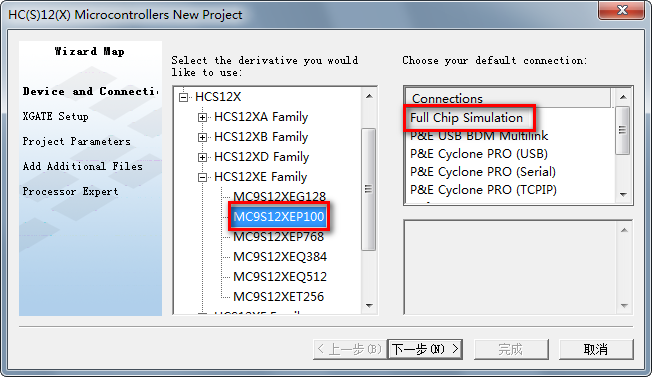 HC(S)12(X) Microcontrollers New Project
Wizard Map
Device and Connecti
XGATE Setup
Project Parameters
Add Additional Files
Processor Expert
Select the derivative you would
like to use:
HCS12X
HCS12XA Family
HCS12XB Family
HCS12XD Family
HCS12XE Family
MC9S12XEG128
MC9S12XEP100
MC9S12XEP768
MC9S12XEQ384
MC9S12XEQ512
MC9S12XET256
Choose your default connection:
Connections
Full Chip Simulation
P&E USB BDM Multilink
P&E Cyclone PRO (USB)
P&E Cyclone PRO (Serial)
P&E Cyclone PRO (TCPIP)
< 上一步(B)
下一步(N) >
完成
取消